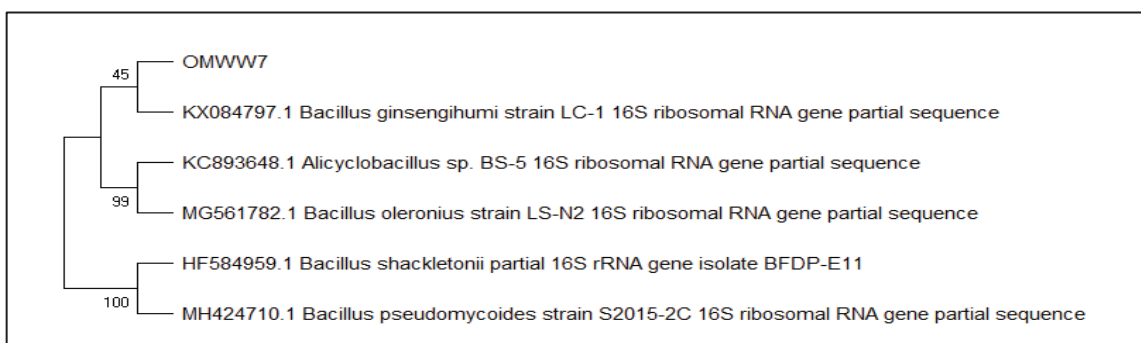 OMWW7
45
KX084797.1 Bacillus ginsengihumi strain LC-1 16S ribosomal RNA gene partial sequence
KC893648.1 Alicyclobacillus sp. BS-5 16S ribosomal RNA gene partial sequence
99
MG561782.1 Bacillus oleronius strain LS-N2 16S ribosomal RNA gene partial sequence
HF584959.1 Bacillus shackletonii partial 16S rRNA gene isolate BFDP-E11
100
MH424710.1 Bacillus pseudomycoides strain S2015-2C 16S ribosomal RNA gene partial sequence